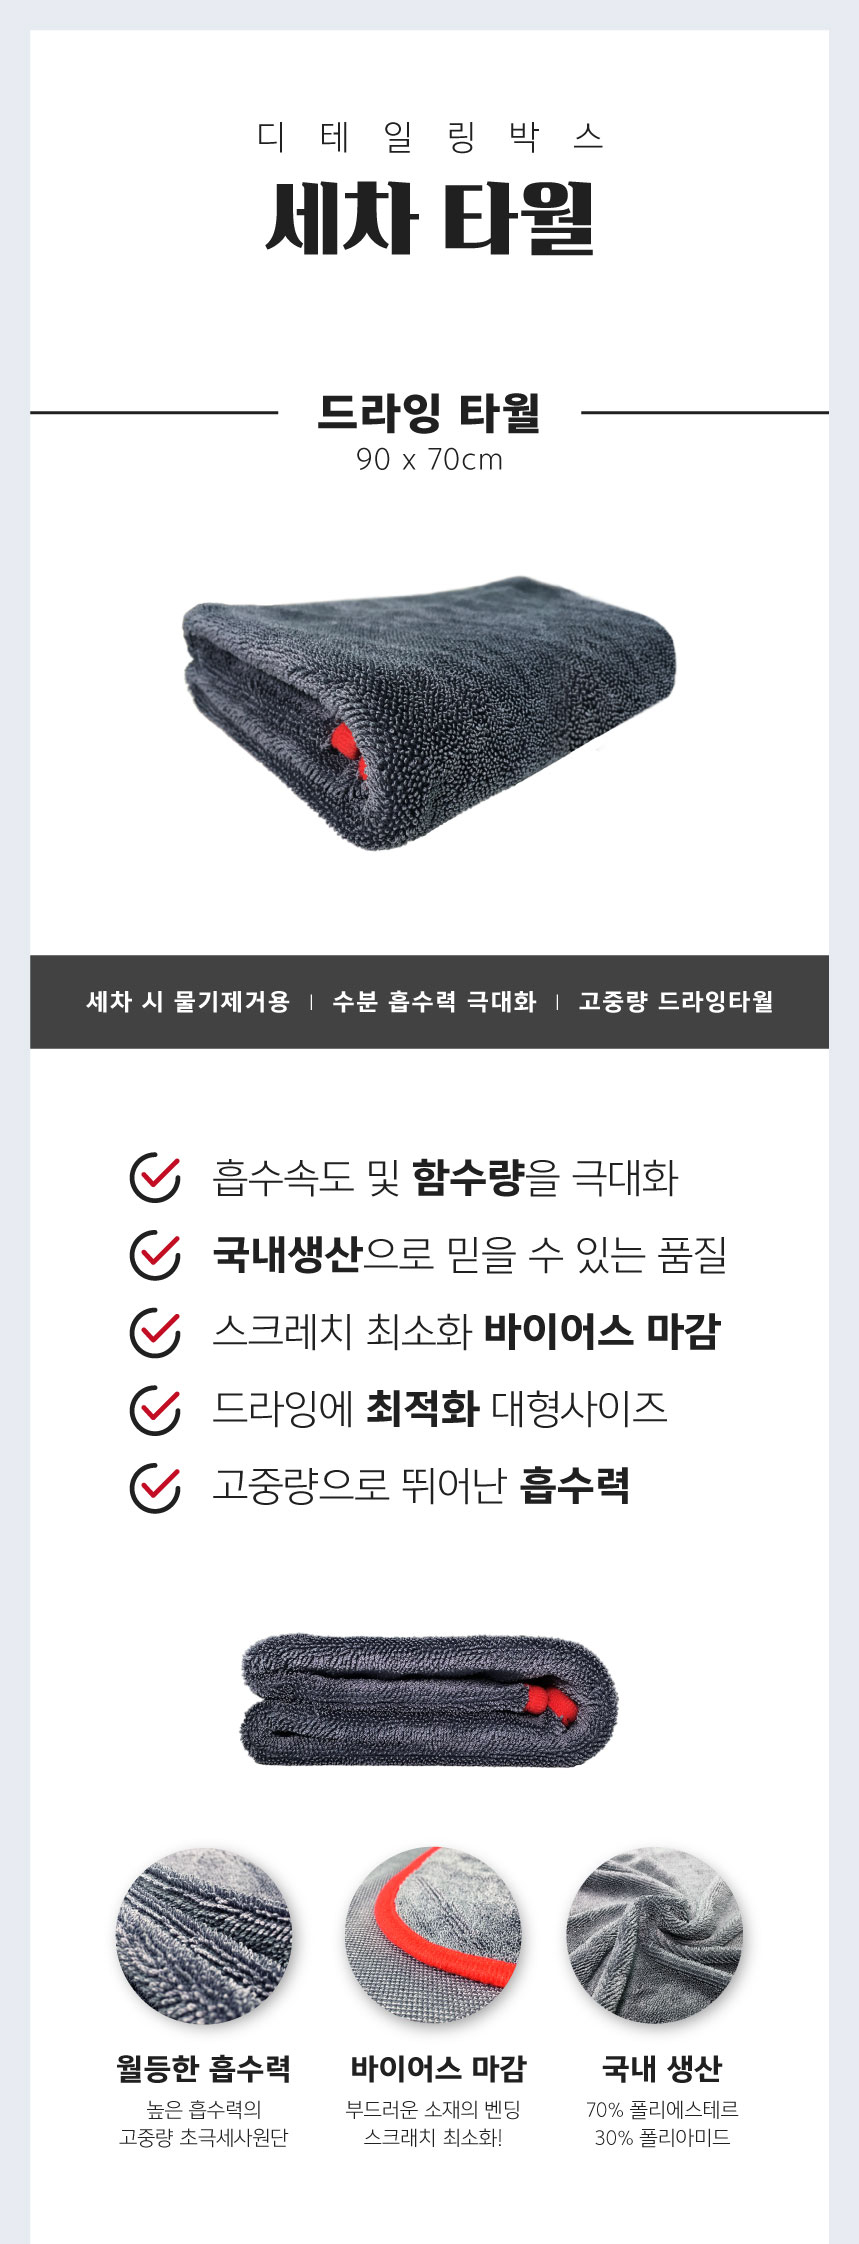 디테일링박스
세차 타월
드라잉 타월
90 x 70cm
세차 시 물기제거용 | 수분 흡수력 극대화 | 고중량 드라잉타월
흡수속도 및 함수량을 극대화
국내생산으로 믿을 수 있는 품질
스크레치 최소화 바이어스 마감
드라잉에 최적화 대형사이즈
고중량으로 뛰어난 흡수력
월등한 흡수력
높은 흡수력의
고중량 초극세사원단
바이어스 마감
부드러운 소재의 벤딩
스크래치 최소화!
국내 생산
70% 폴리에스테르
30% 폴리아미드